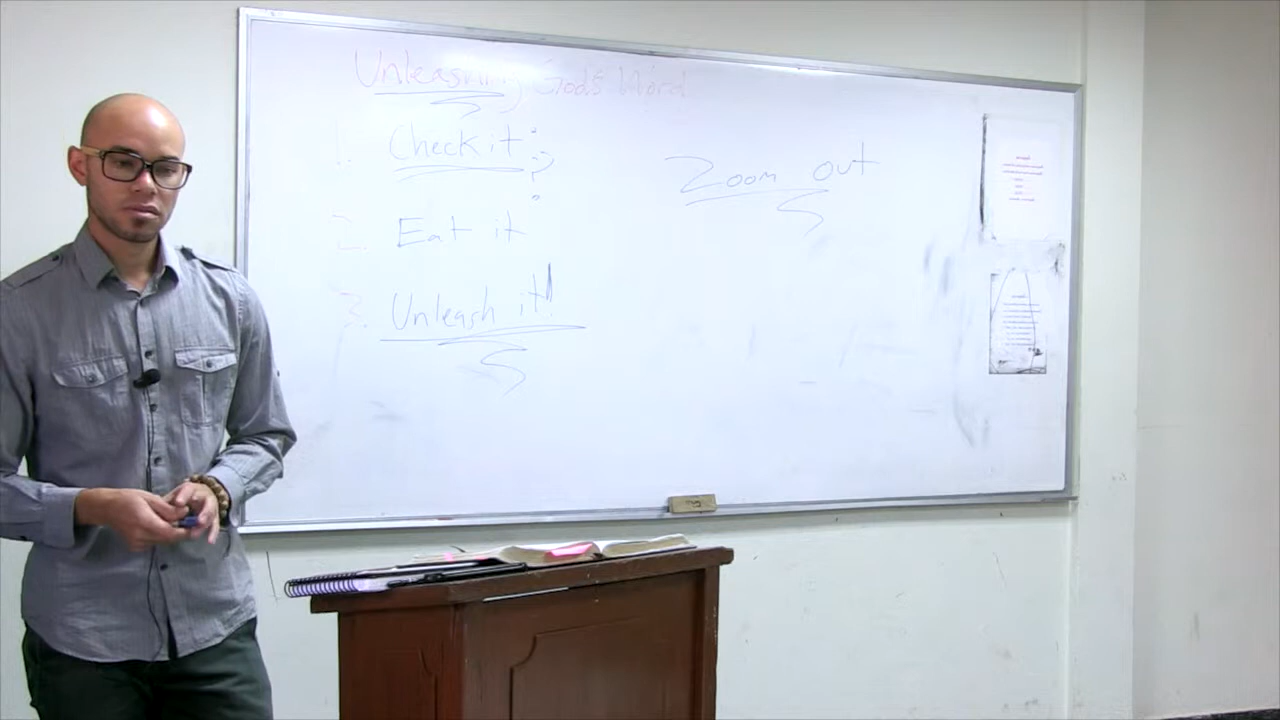 Unleashing God's Word
1. Check it
2. Eat it
3. Unleash it!
Zoom out